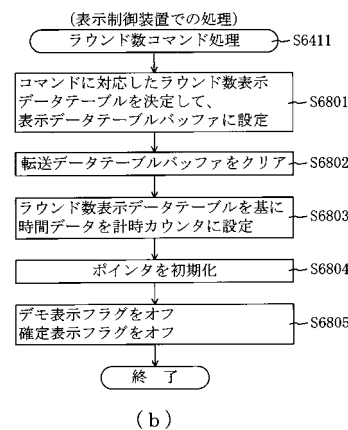 (表示制御装置での処理)
ラウンド数コマンド処理
S6411
コマンドに対応したラウンド数表示
データテーブルを決定して、
表示データテーブルバッファに設定
S6801
転送データテーブルバッファをクリア
S6802
ラウンド数表示データテーブルを基に
時間データを計時カウンタに設定
S6803
ポインタを初期化
S6804
デモ表示フラグをオフ
確定表示フラグをオフ
S6805
終 了
(b)